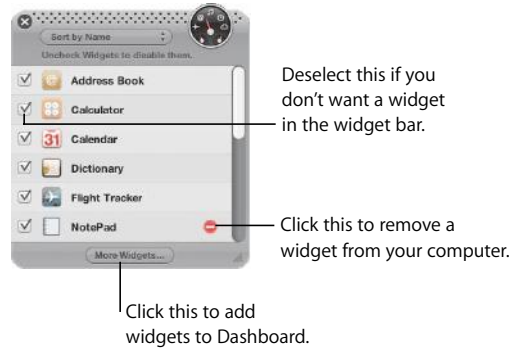 Sort by Name
Uncheck Widgets to disable them.
Address Book
Calculator
31 Calendar
Dictionary
Flight Tracker
NotePad
More Widgets...
Deselect this if you
don’t want a widget
in the widget bar.
Click this to remove a
widget from your computer.
Click this to add
widgets to Dashboard.